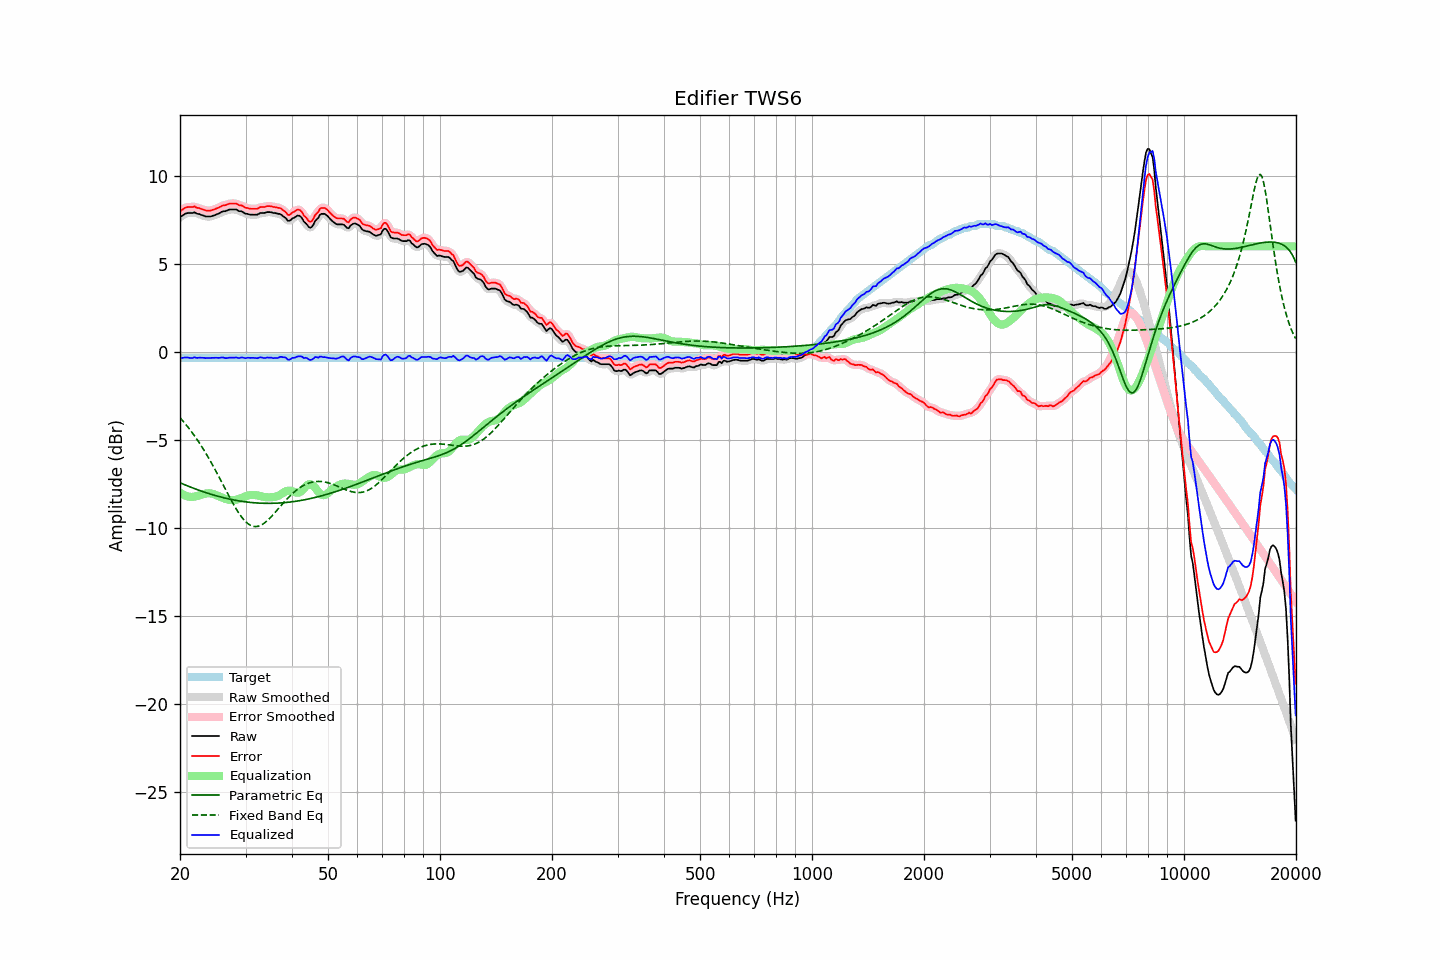 Edifier TWS6
10
5
0
−5
−10
−15
−20
−25
Amplitude (dBr)
Target
Raw Smoothed
Error Smoothed
Raw
Error
Equalization
Parametric Eq
Fixed Band Eq
Equalized
20 50 100 200 500 1000 2000 5000 10000 20000
Frequency (Hz)